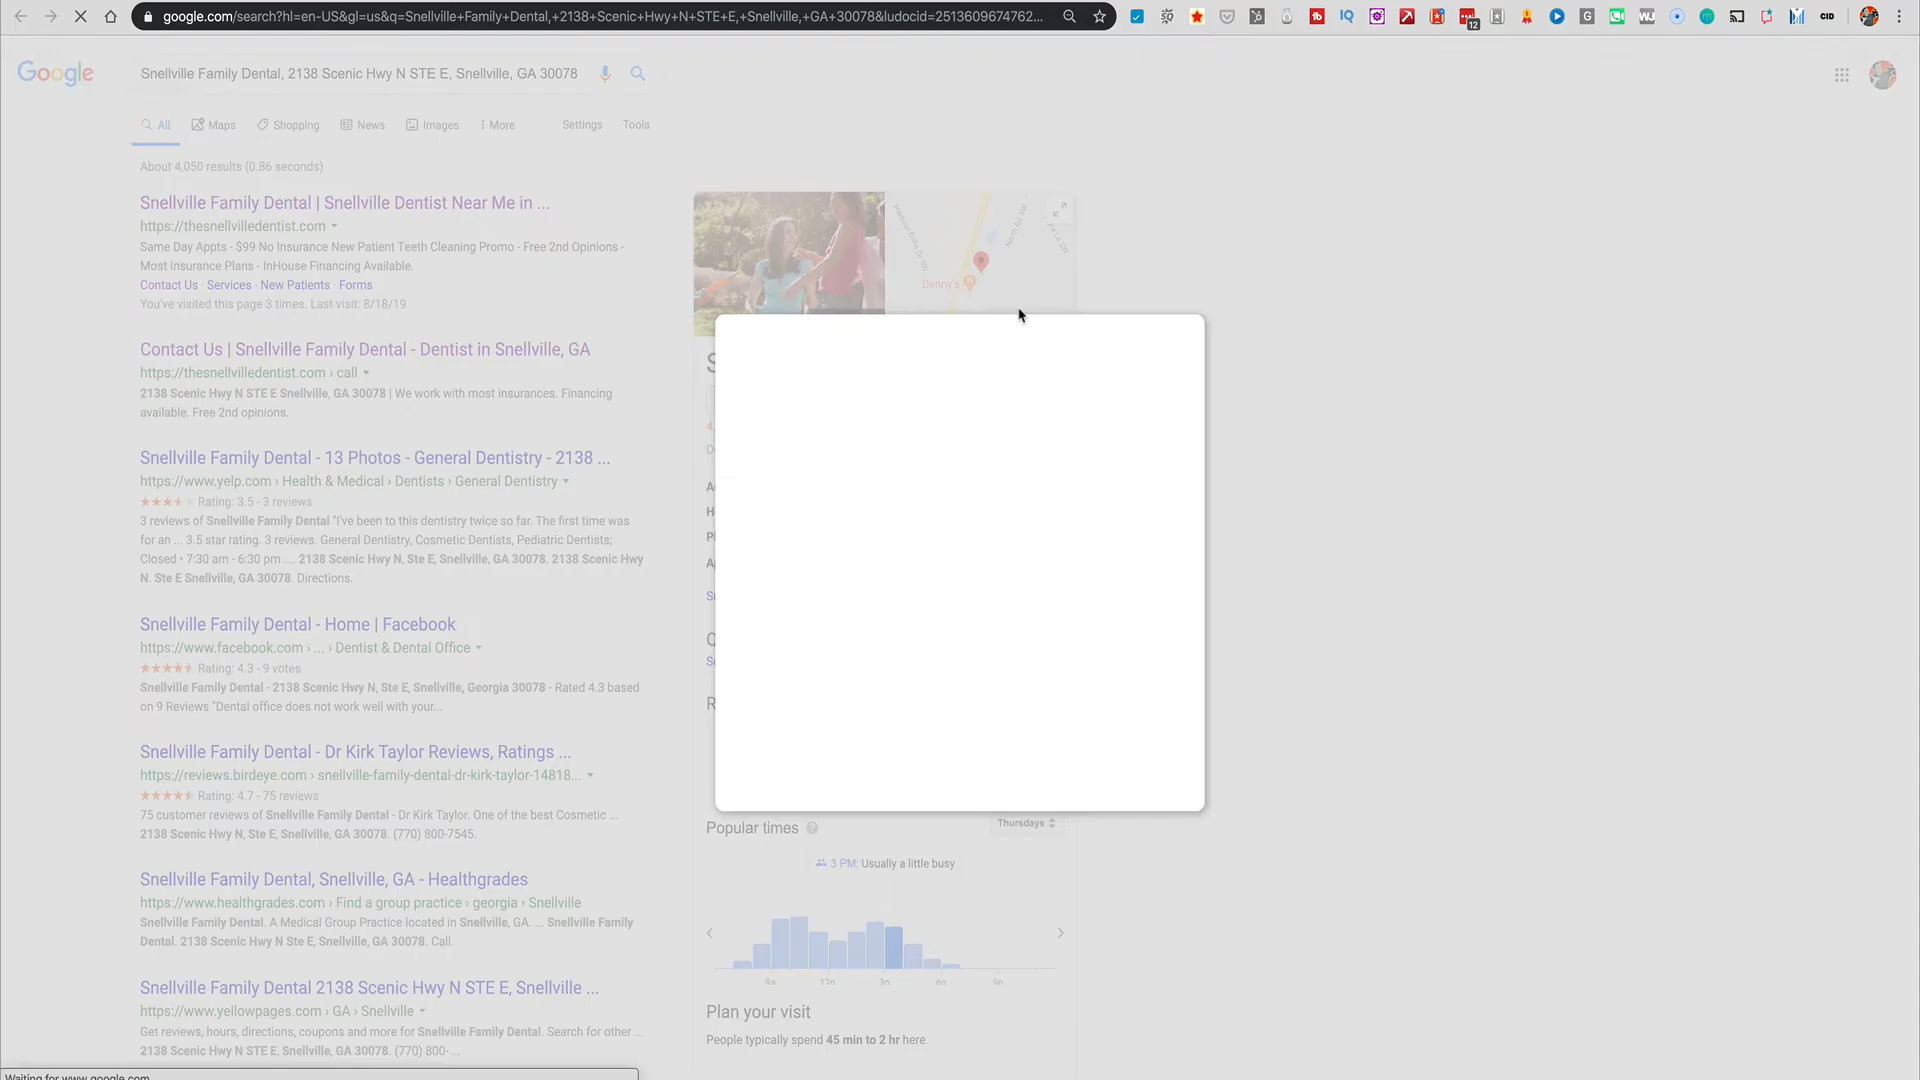 google.com/search?hl=en-US&gl=us&q=Snellville+Family+Dental,+2138+Scenic+Hwy+N+STE+E,+Snellville,+GA+30078&ludocid=2513609674762...
12
CID
Google
Snellville Family Dental, 2138 Scenic Hwy N STE E, Snellville, GA 30078
All
Maps
Shopping
News
Images
More
Settings
Tools
About 4,050 results (0.86 seconds)
Snellville Family Dental | Snellville Dentist Near Me in ...
https://thesnellvilledentist.com
Same Day Appts - $99 No Insurance New Patient Teeth Cleaning Promo - Free 2nd Opinions -
Most Insurance Plans - InHouse Financing Available.
Contact Us · Services · New Patients · Forms
You've visited this page 3 times. Last visit: 8/18/19
Contact Us | Snellville Family Dental - Dentist in Snellville, GA
https://thesnellvilledentist.com › call
2138 Scenic Hwy N STE E Snellville, GA 30078 | We work with most insurances. Financing
available. Free 2nd opinions.
Snellville Family Dental - 13 Photos - General Dentistry - 2138 ...
https://www.yelp.com › Health & Medical › Dentists › General Dentistry
Rating: 3.5 - 3 reviews
3 reviews of Snellville Family Dental "I've been to this dentistry twice so far. The first time was
for an ... 3.5 star rating. 3 reviews. General Dentistry, Cosmetic Dentists, Pediatric Dentists;
Closed • 7:30 am - 6:30 pm .... 2138 Scenic Hwy N, Ste E, Snellville, GA 30078. 2138 Scenic Hwy
N. Ste E Snellville, GA 30078. Directions.
Snellville Family Dental - Home | Facebook
https://www.facebook.com › ... › Dentist & Dental Office
Rating: 4.3 - 9 votes
Snellville Family Dental - 2138 Scenic Hwy N, Ste E, Snellville, Georgia 30078 - Rated 4.3 based
on 9 Reviews "Dental office does not work well with your...
Snellville Family Dental - Dr Kirk Taylor Reviews, Ratings ...
https://reviews.birdeye.com › snellville-family-dental-dr-kirk-taylor-14818...
Rating: 4.7 - 75 reviews
75 customer reviews of Snellville Family Dental - Dr Kirk Taylor. One of the best Cosmetic ...
2138 Scenic Hwy N, Ste E, Snellville, GA 30078. (770) 800-7545.
Snellville Family Dental, Snellville, GA - Healthgrades
https://www.healthgrades.com › Find a group practice › georgia › Snellville
Snellville Family Dental. A Medical Group Practice located in Snellville, GA. ... Snellville Family
Dental. 2138 Scenic Hwy N Ste E, Snellville, GA 30078. Call.
Snellville Family Dental 2138 Scenic Hwy N STE E, Snellville ...
https://www.yellowpages.com › GA › Snellville
Get reviews, hours, directions, coupons and more for Snellville Family Dental. Search for other ...
2138 Scenic Hwy N STE E, Snellville, GA 30078. (770) 800- ...
Waiting for www.google.com
North Rd SW
Denny's
Popular times
Thursdays
3 PM: Usually a little busy
9a
12p
3p
6p
9p
Plan your visit
People typically spend 45 min to 2 hr here